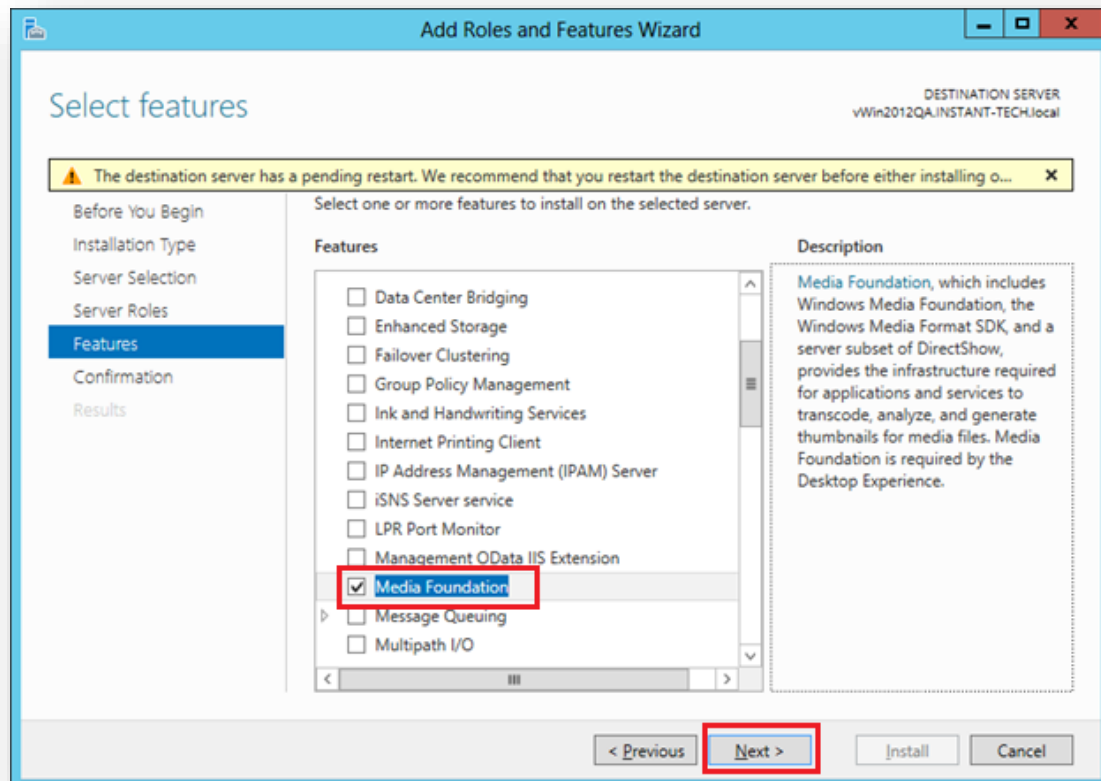 Add Roles and Features Wizard
Select features
DESTINATION SERVER
vWin2012QA.INSTANT-TECH.local
The destination server has a pending restart. We recommend that you restart the destination server before either installing o...
Before You Begin
Installation Type
Server Selection
Server Roles
Features
Confirmation
Results
Select one or more features to install on the selected server.
Features
Data Center Bridging
Enhanced Storage
Failover Clustering
Group Policy Management
Ink and Handwriting Services
Internet Printing Client
IP Address Management (IPAM) Server
iSNS Server service
LPR Port Monitor
Management OData IIS Extension
Media Foundation
Message Queuing
Multipath I/O
Description
Media Foundation, which includes
Windows Media Foundation, the
Windows Media Format SDK, and a
server subset of DirectShow,
provides the infrastructure required
for applications and services to
transcode, analyze, and generate
thumbnails for media files. Media
Foundation is required by the
Desktop Experience.
< Previous
Next >
Install
Cancel